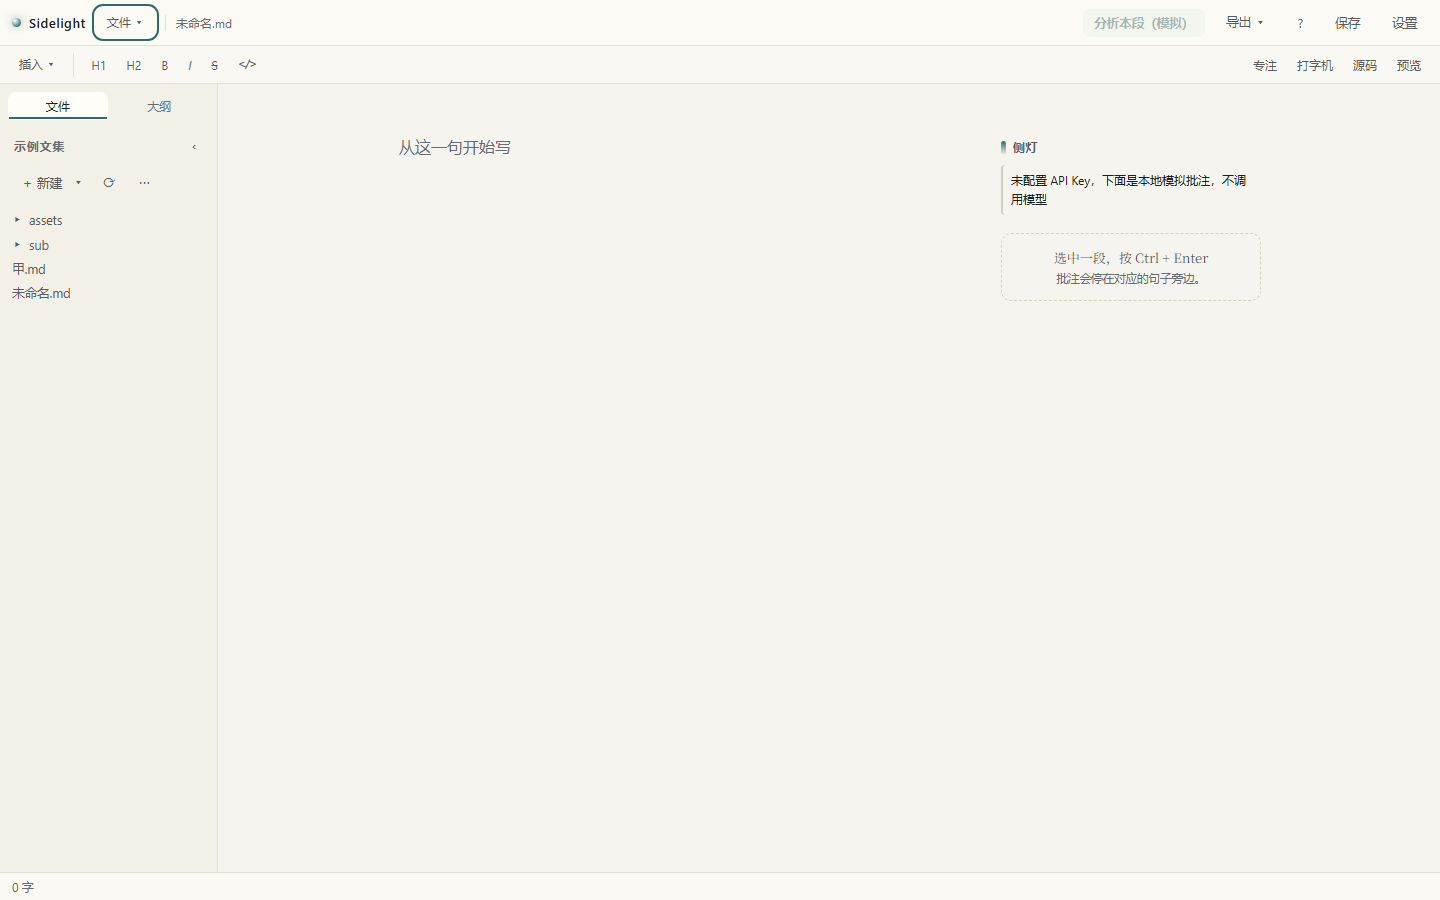 Sidelight 文件 未命名.md 分析本段（模拟） 导出 ? 保存 设置
插入 H1 H2 B I S </> 专注 打字机 源码 预览
文件 大纲
示例文集
+ 新建 ···
assets
sub
甲.md
未命名.md
从这一句开始写
侧灯
未配置 API Key，下面是本地模拟批注，不调
用模型
选中一段，按 Ctrl + Enter
批注会停在对应的句子旁边。
0 字